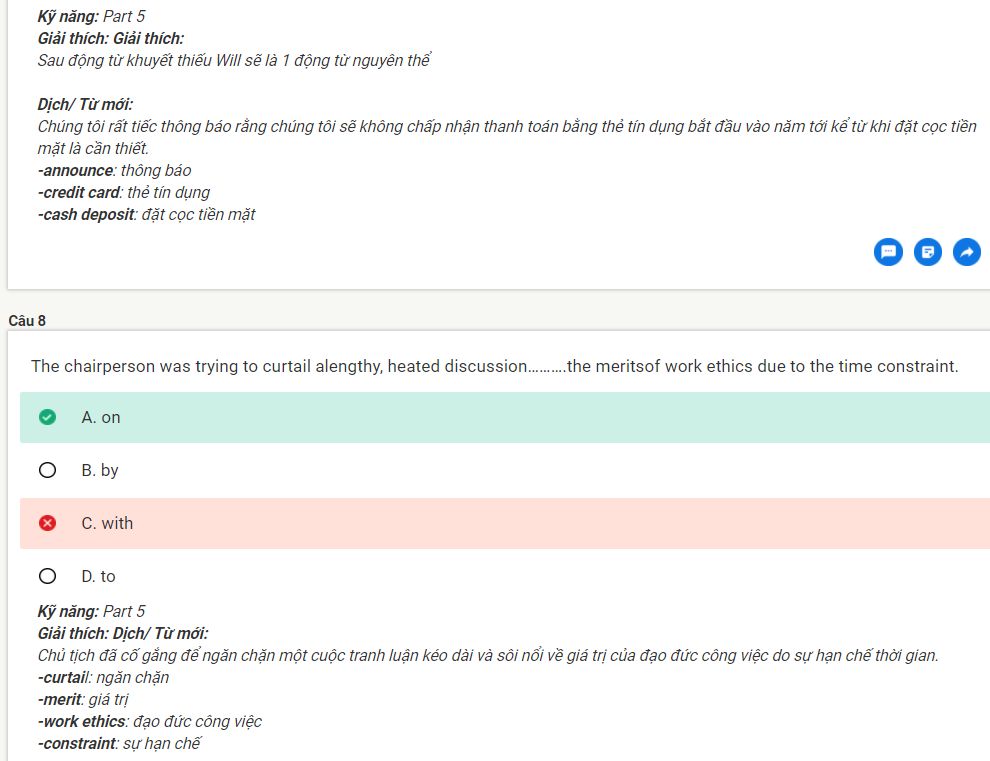 Kỹ năng: Part 5
Giải thích: Giải thích:
Sau động từ khuyết thiếu Will sẽ là 1 động từ nguyên thể
Dịch/ Từ mới:
Chúng tôi rất tiếc thông báo rằng chúng tôi sẽ không chấp nhận thanh toán bằng thẻ tín dụng bắt đầu vào năm tới kể từ khi đặt cọc tiền
mặt là cần thiết.
-announce: thông báo
-credit card: thẻ tín dụng
-cash deposit: đặt cọc tiền mặt
Câu 8
The chairperson was trying to curtail alengthy, heated discussion..........the meritsof work ethics due to the time constraint.
A. on
B. by
C. with
D. to
Kỹ năng: Part 5
Giải thích: Dịch/ Từ mới:
Chủ tịch đã cố gắng để ngăn chặn một cuộc tranh luận kéo dài và sôi nổi về giá trị của đạo đức công việc do sự hạn chế thời gian.
-curtail: ngăn chặn
-merit: giá trị
-work ethics: đạo đức công việc
-constraint: sự hạn chế